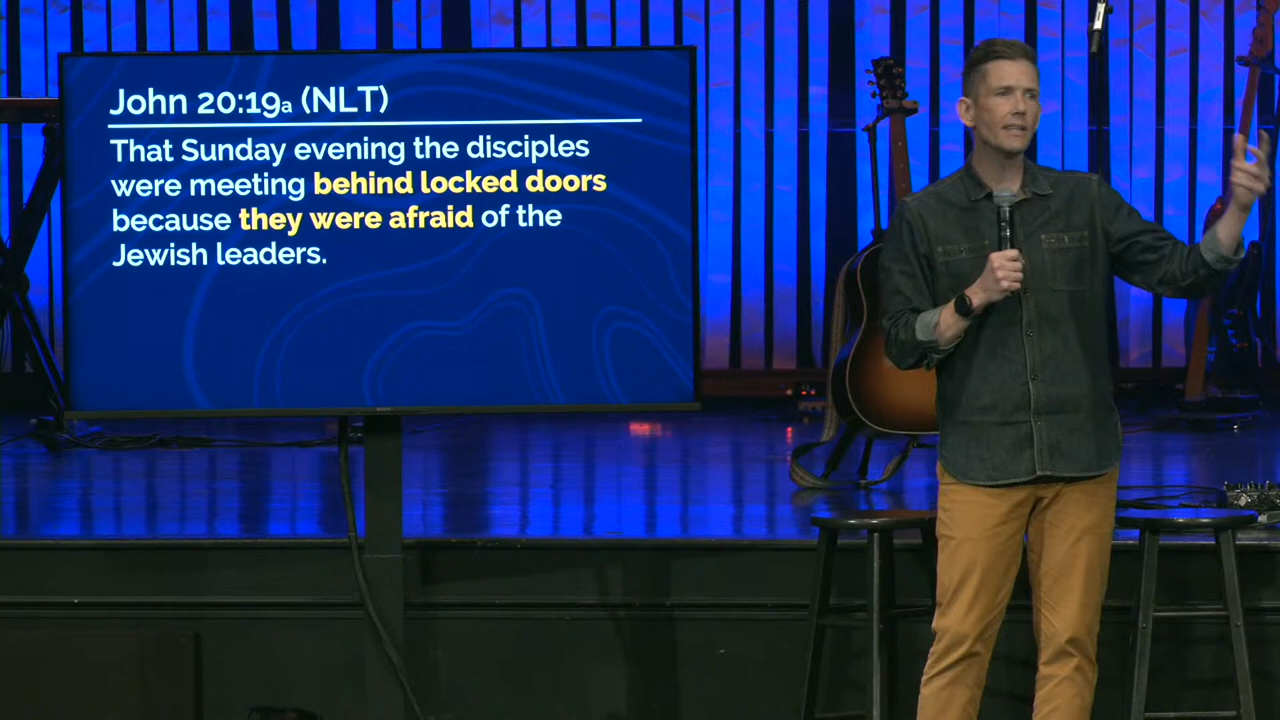 John 20:19a (NLT)
That Sunday evening the disciples
were meeting behind locked doors
because they were afraid of the
Jewish leaders.